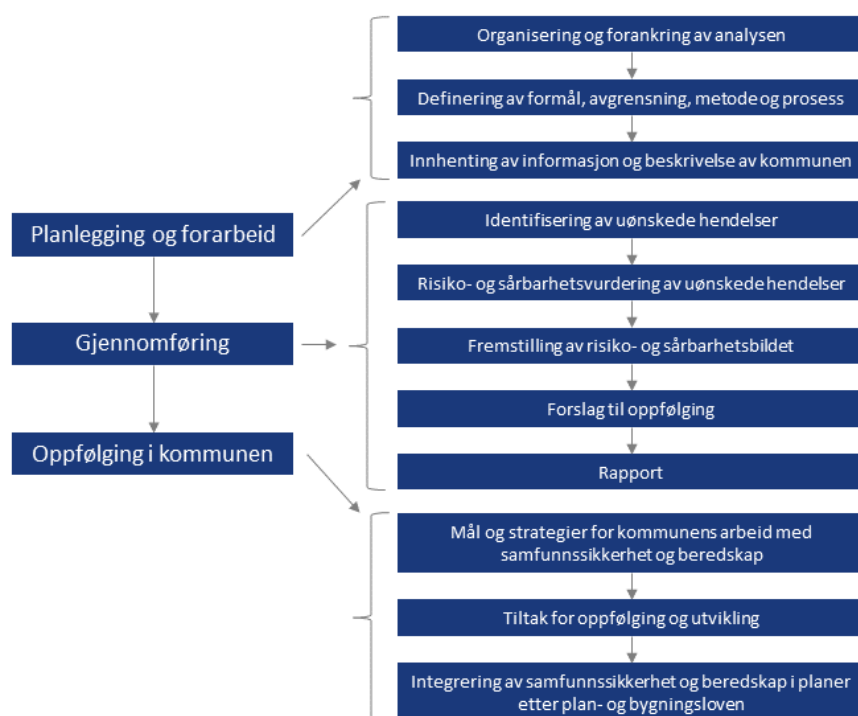 Organisering og forankring av analysen
Definering av formål, avgrensning, metode og prosess
Innhenting av informasjon og beskrivelse av kommunen
Planlegging og forarbeid
Identifisering av uønskede hendelser
Risiko- og sårbarhetsvurdering av uønskede hendelser
Gjennomføring
Fremstilling av risiko- og sårbarhetsbildet
Forslag til oppfølging
Oppfølging i kommunen
Rapport
Mål og strategier for kommunens arbeid med
samfunnssikkerhet og beredskap
Tiltak for oppfølging og utvikling
Integrering av samfunnssikkerhet og beredskap i planer
etter plan- og bygningsloven